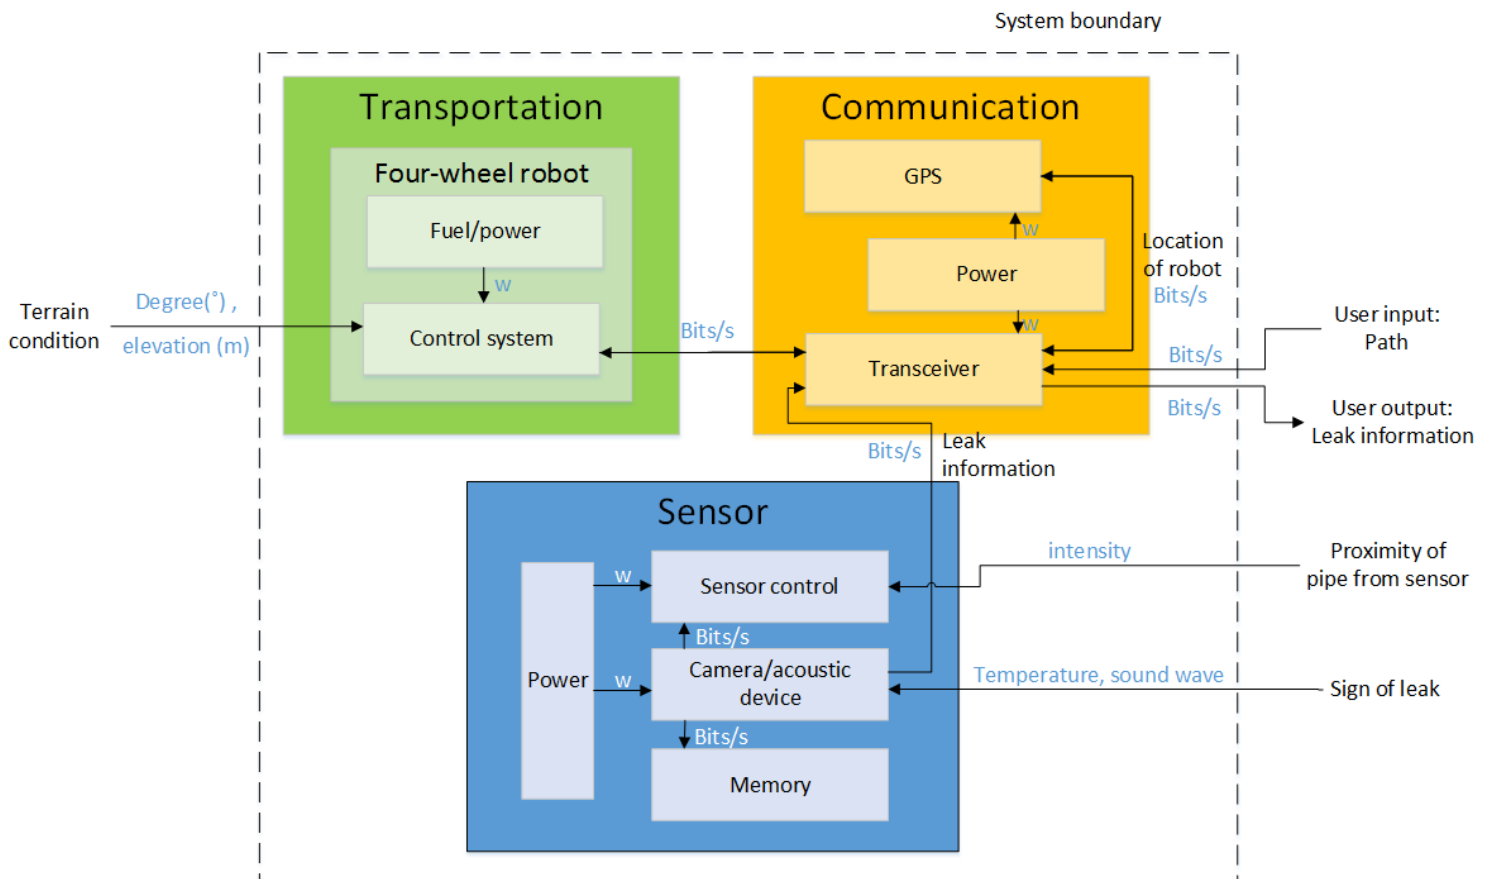 System boundary
Transportation
Four-wheel robot
Fuel/power
w
Control system
Terrain
condition
Degree(˚) ,
elevation (m)
Bits/s
Communication
GPS
w
Power
w
Transceiver
Location
of robot
Bits/s
User input:
Path
Bits/s
Bits/s
User output:
Leak information
Bits/s
Leak
information
Sensor
Power
w
Sensor control
Bits/s
w
Camera/acoustic
device
Bits/s
Memory
intensity
Proximity of
pipe from sensor
Temperature, sound wave
Sign of leak